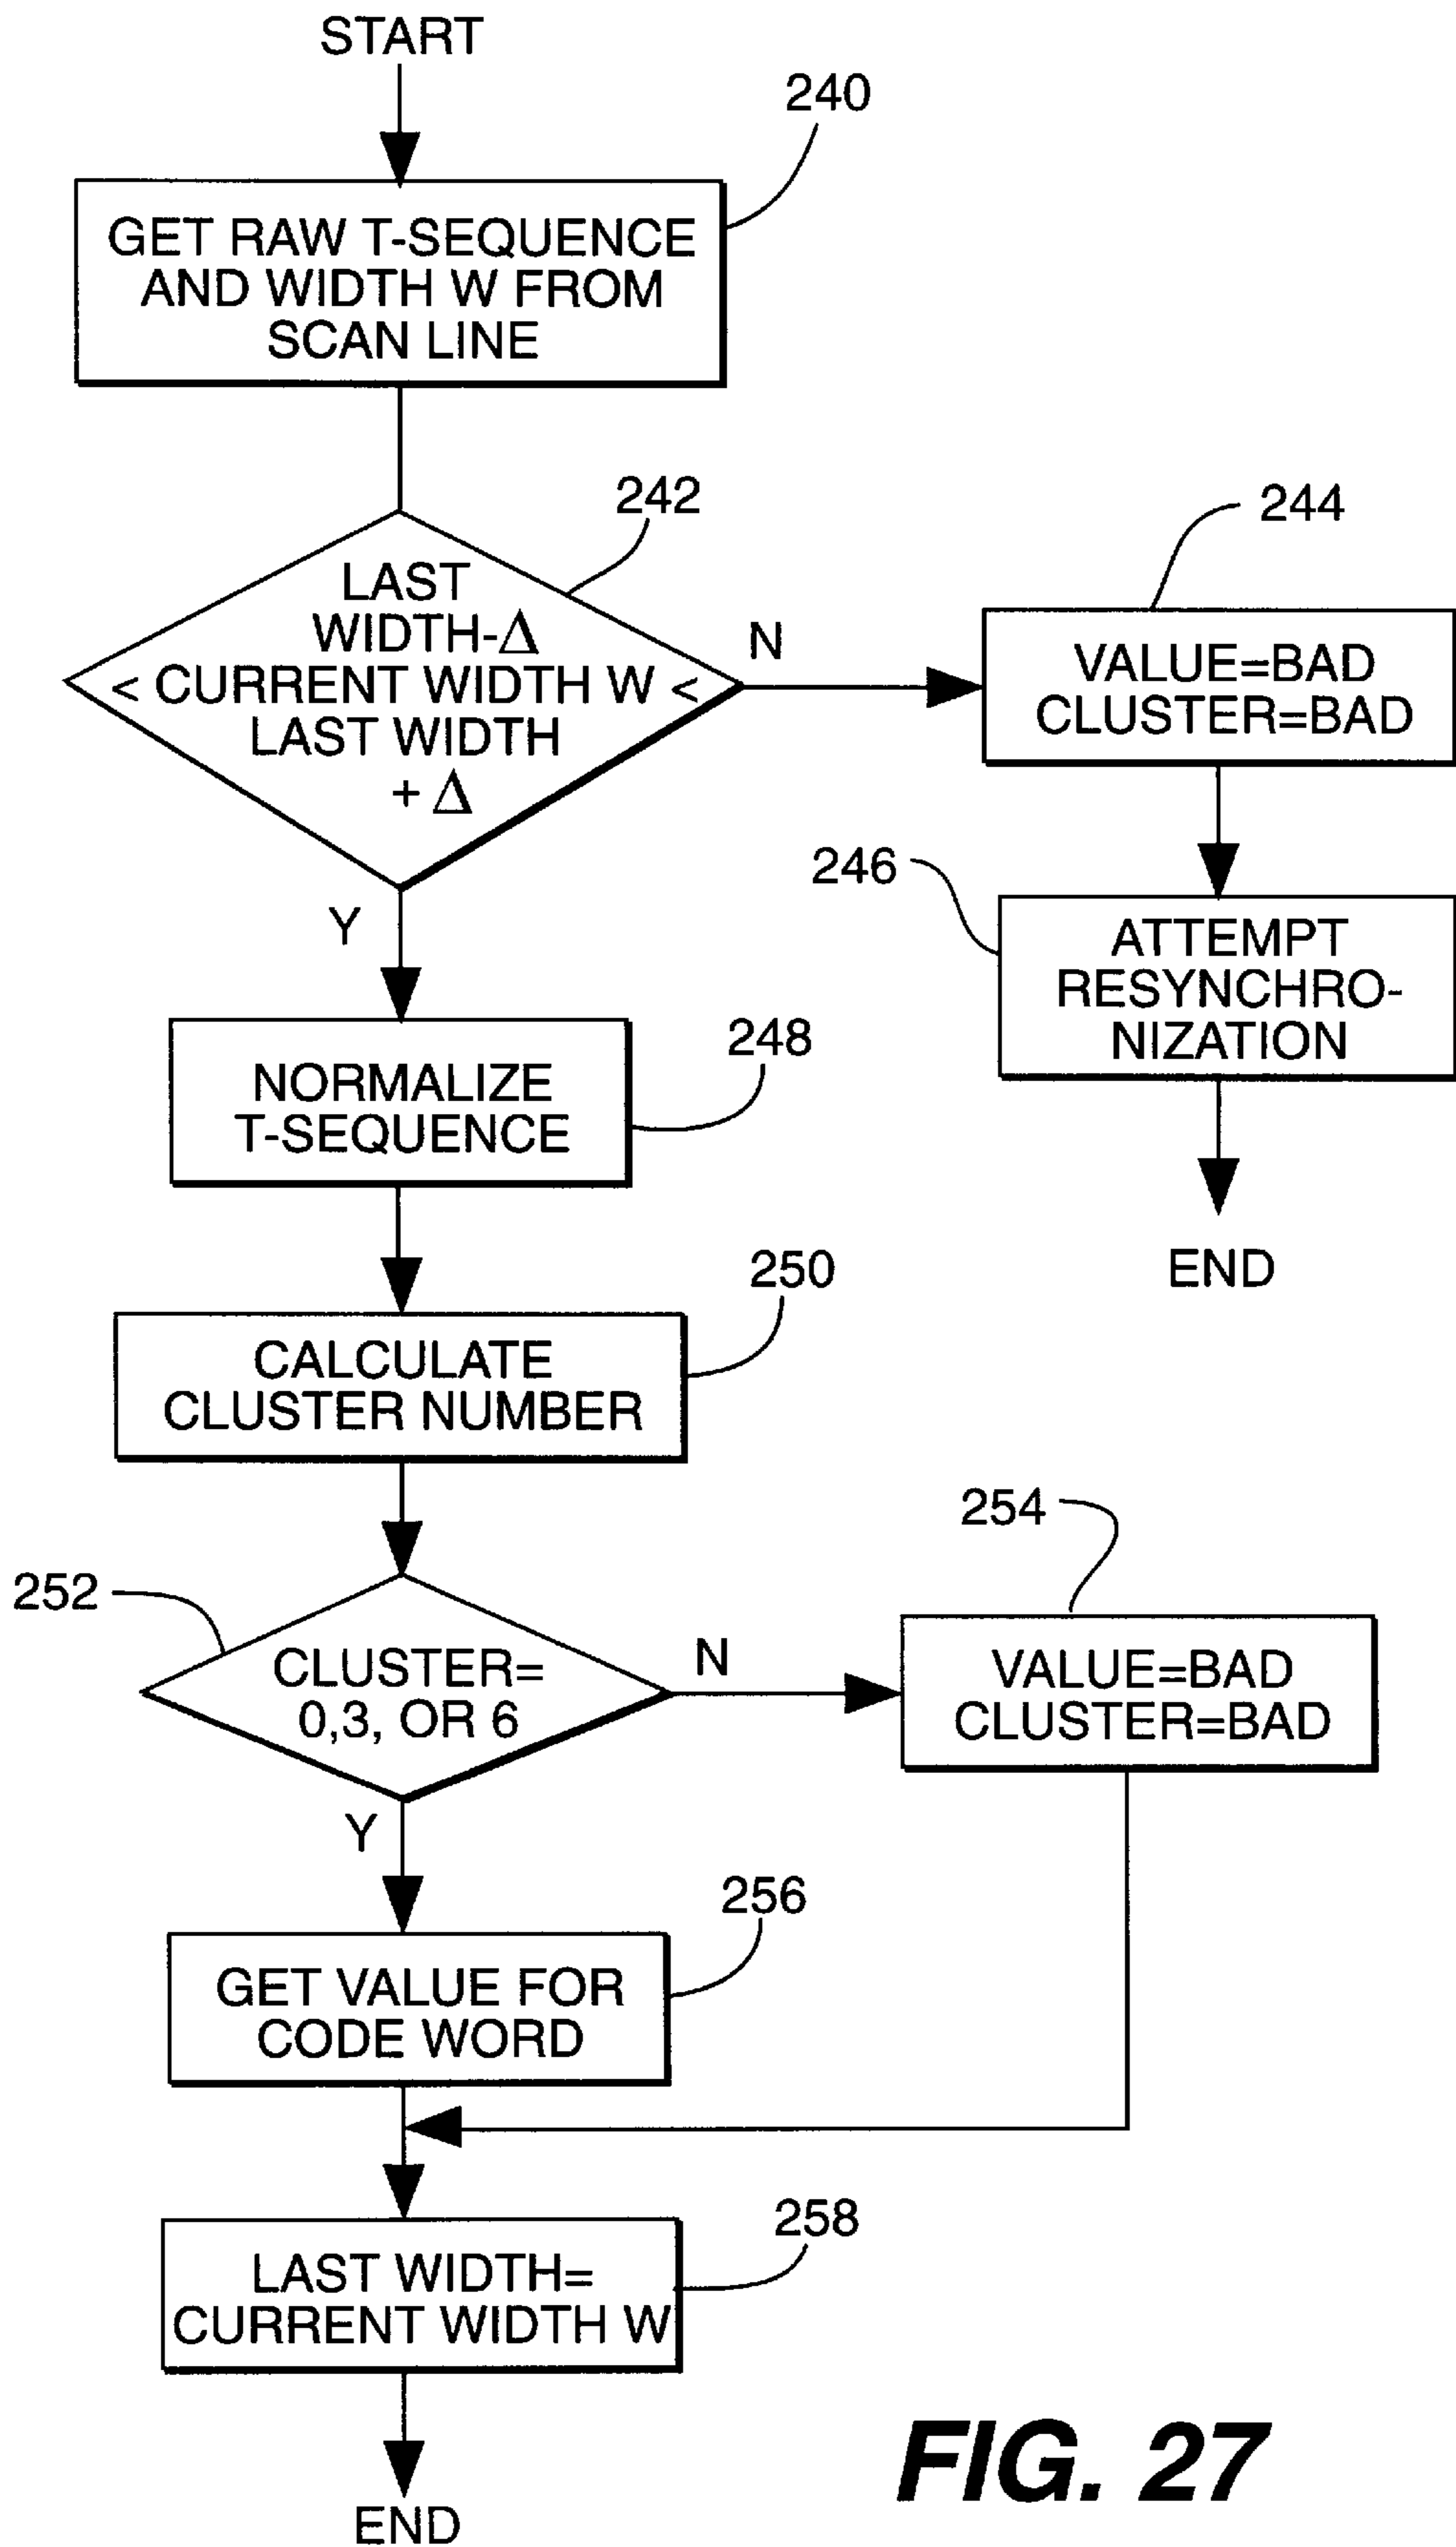 START
240
GET RAW T-SEQUENCE
AND WIDTH W FROM
SCAN LINE
242
LAST
WIDTH-Δ
< CURRENT WIDTH W <
LAST WIDTH
+ Δ
N
Y
244
VALUE=BAD
CLUSTER=BAD
246
ATTEMPT
RESYNCHRO-
NIZATION
END
248
NORMALIZE
T-SEQUENCE
250
CALCULATE
CLUSTER NUMBER
252
CLUSTER=
0,3, OR 6
N
Y
254
VALUE=BAD
CLUSTER=BAD
256
GET VALUE FOR
CODE WORD
258
LAST WIDTH=
CURRENT WIDTH W
END
FIG. 27